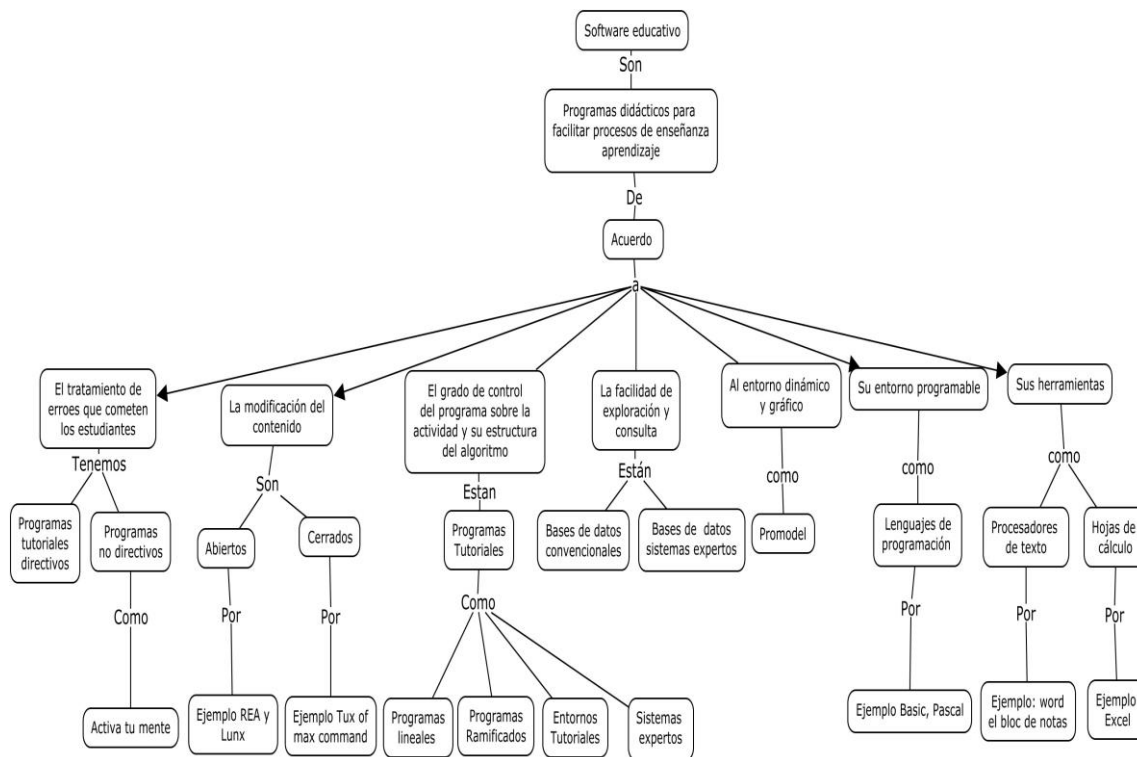 Software educativo
Son
Programas didácticos para
facilitar procesos de enseñanza
aprendizaje
De
Acuerdo
a
El tratamiento de
erroes que cometen
los estudiantes
La modificación del
contenido
El grado de control
del programa sobre la
actividad y su estructura
del algoritmo
La facilidad de
exploración y
consulta
Al entorno dinámico
y gráfico
Su entorno programable
Sus herramientas
Tenemos
Son
Estan
Están
como
como
como
Programas
tutoriales
directivos
Programas
no directivos
Abiertos
Cerrados
Programas
Tutoriales
Bases de datos
convencionales
Bases de datos
sistemas expertos
Promodel
Lenguajes de
programación
Procesadores
de texto
Hojas de
cálculo
Como
Por
Por
Como
Por
Por
Por
Activa tu mente
Ejemplo REA y
Lunx
Ejemplo Tux of
max command
Programas
lineales
Programas
Ramificados
Entornos
Tutoriales
Sistemas
expertos
Ejemplo Basic, Pascal
Ejemplo: word
el bloc de notas
Ejemplo
Excel